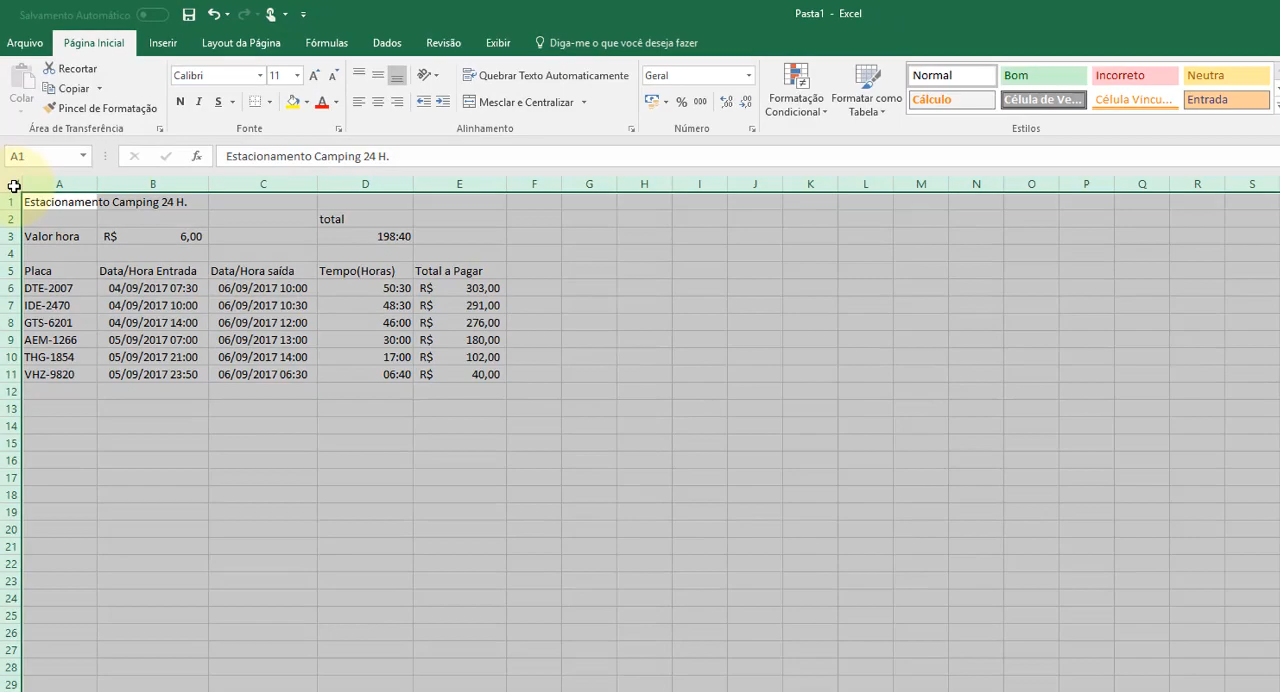 Salvamento Automático
Pasta1 - Excel
Arquivo Página Inicial Inserir Layout da Página Fórmulas Dados Revisão Exibir Diga-me o que você deseja fazer
Colar
Recortar
Copiar
Pincel de Formatação
Área de Transferência
Calibri 11
N I S
A
Fonte
Quebrar Texto Automaticamente
Mesclar e Centralizar
Alinhamento
Geral
% 000
Número
Formatação Condicional
Formatar como Tabela
Normal Bom Incorreto Neutra
Cálculo Célula de Ve... Célula Vincu... Entrada
Estilos
A1 fx Estacionamento Camping 24 H.
A B C D E F G H I J K L M N O P Q R S
1 Estacionamento Camping 24 H.
2 total
3 Valor hora R$ 6,00 198:40
4
5 Placa Data/Hora Entrada Data/Hora saída Tempo(Horas) Total a Pagar
6 DTE-2007 04/09/2017 07:30 06/09/2017 10:00 50:30 R$ 303,00
7 IDE-2470 04/09/2017 10:00 06/09/2017 10:30 48:30 R$ 291,00
8 GTS-6201 04/09/2017 14:00 06/09/2017 12:00 46:00 R$ 276,00
9 AEM-1266 05/09/2017 07:00 06/09/2017 13:00 30:00 R$ 180,00
10 THG-1854 05/09/2017 21:00 06/09/2017 14:00 17:00 R$ 102,00
11 VHZ-9820 05/09/2017 23:50 06/09/2017 06:30 06:40 R$ 40,00
12
13
14
15
16
17
18
19
20
21
22
23
24
25
26
27
28
29